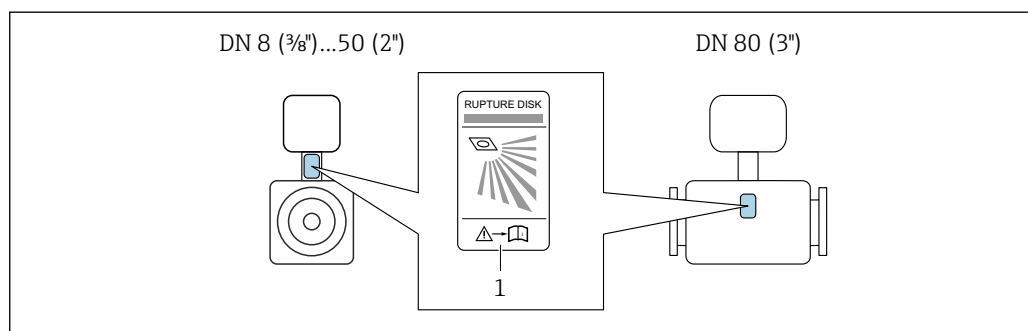 DN 8 (⅜")...50 (2")
DN 80 (3")
RUPTURE DISK
i
1